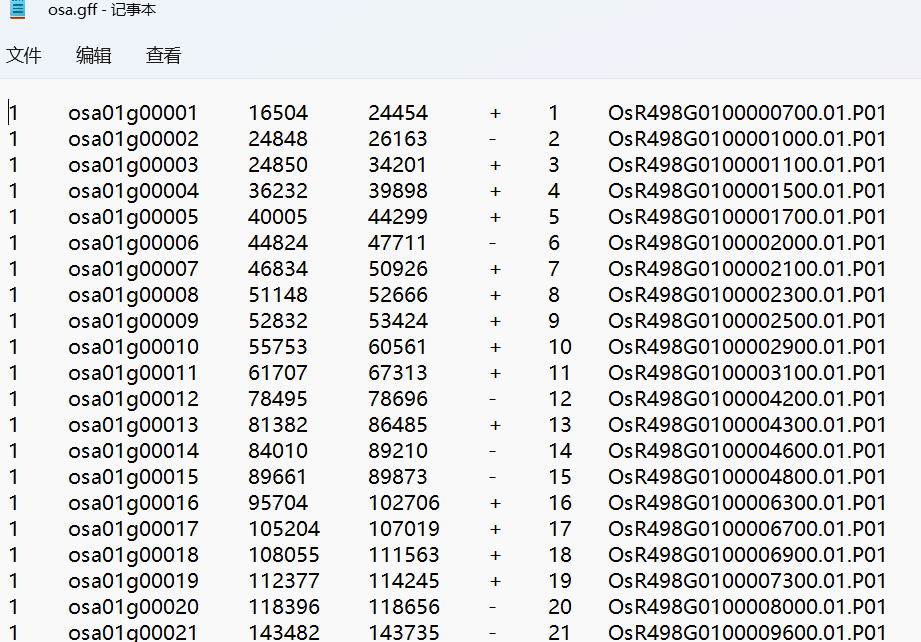 osa.gff - 记事本
文件 编辑 查看
1 osa01g00001 16504 24454 + 1 OsR498G0100000700.01.P01
1 osa01g00002 24848 26163 - 2 OsR498G0100001000.01.P01
1 osa01g00003 24850 34201 + 3 OsR498G0100001100.01.P01
1 osa01g00004 36232 39898 + 4 OsR498G0100001500.01.P01
1 osa01g00005 40005 44299 + 5 OsR498G0100001700.01.P01
1 osa01g00006 44824 47711 - 6 OsR498G0100002000.01.P01
1 osa01g00007 46834 50926 + 7 OsR498G0100002100.01.P01
1 osa01g00008 51148 52666 + 8 OsR498G0100002300.01.P01
1 osa01g00009 52832 53424 + 9 OsR498G0100002500.01.P01
1 osa01g00010 55753 60561 + 10 OsR498G0100002900.01.P01
1 osa01g00011 61707 67313 + 11 OsR498G0100003100.01.P01
1 osa01g00012 78495 78696 - 12 OsR498G0100004200.01.P01
1 osa01g00013 81382 86485 + 13 OsR498G0100004300.01.P01
1 osa01g00014 84010 89210 - 14 OsR498G0100004600.01.P01
1 osa01g00015 89661 89873 - 15 OsR498G0100004800.01.P01
1 osa01g00016 95704 102706 + 16 OsR498G0100006300.01.P01
1 osa01g00017 105204 107019 + 17 OsR498G0100006700.01.P01
1 osa01g00018 108055 111563 + 18 OsR498G0100006900.01.P01
1 osa01g00019 112377 114245 + 19 OsR498G0100007300.01.P01
1 osa01g00020 118396 118656 - 20 OsR498G0100008000.01.P01
1 osa01g00021 143482 143735 - 21 OsR498G0100009600.01.P01